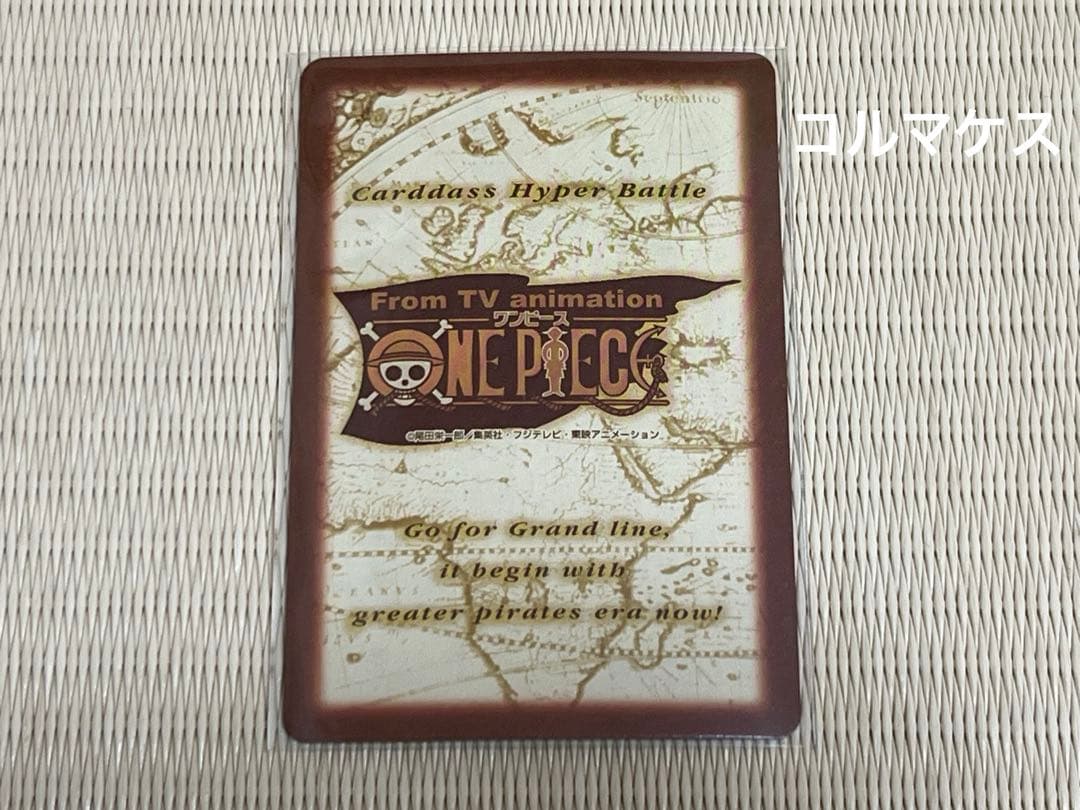 Septentrio
コルマケス
Carddass Hyper Battle
From TV animation
ワンピース
ONE PIECE
©尾田栄一郎／集英社・フジテレビ・東映アニメーション
Go for Grand line,
it begin with
greater pirates era now!